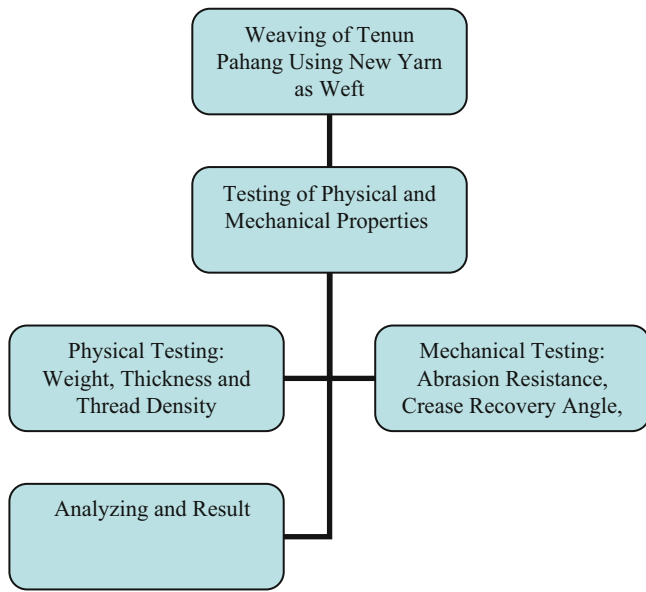 Weaving of Tenun
Pahang Using New Yarn
as Weft
Testing of Physical and
Mechanical Properties
Physical Testing:
Weight, Thickness and
Thread Density
Mechanical Testing:
Abrasion Resistance,
Crease Recovery Angle,
Analyzing and Result